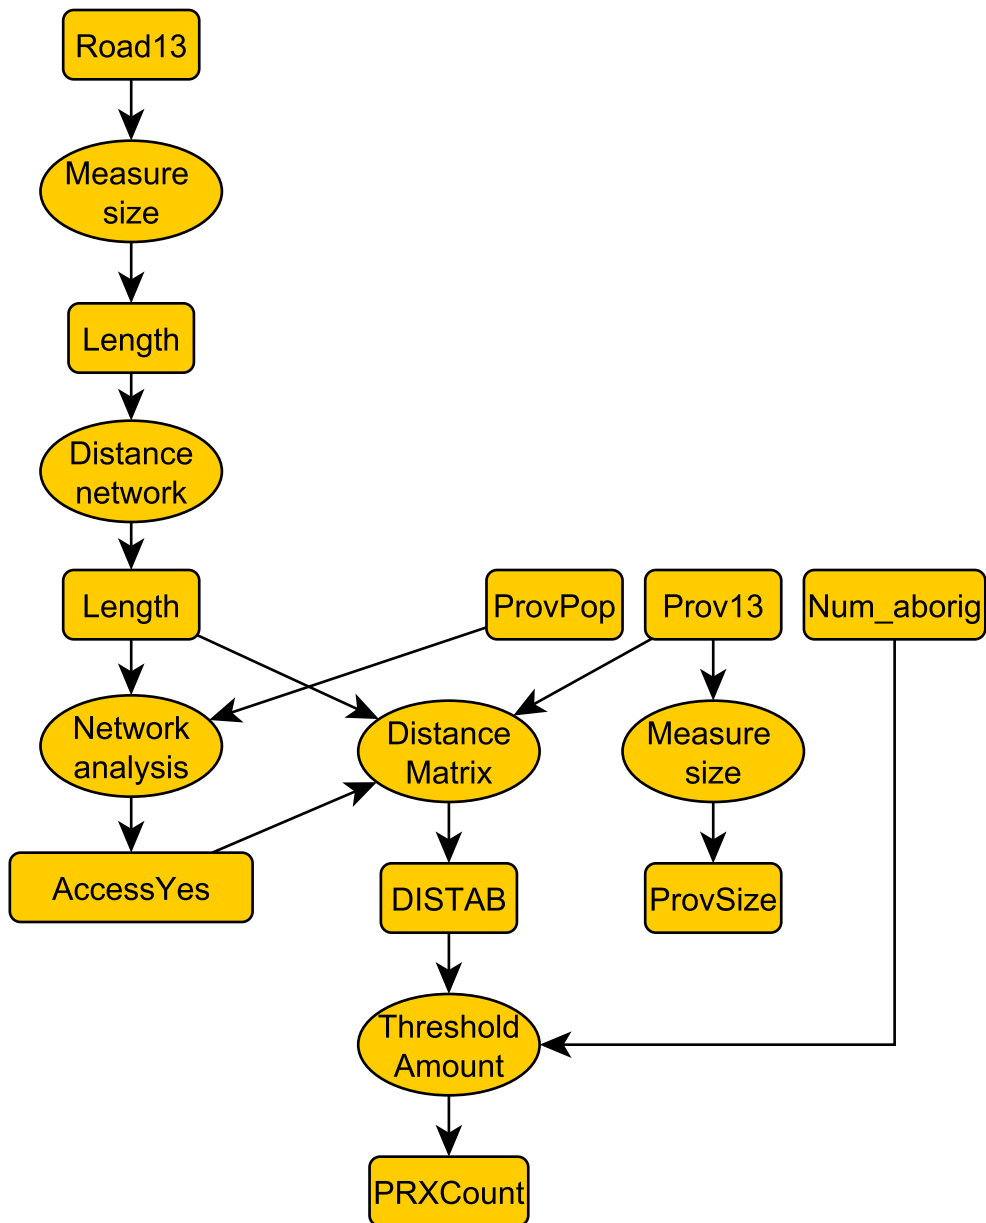 Road13
Measure
size
Length
Distance
network
Length
ProvPop
Prov13
Num_aborig
Network
analysis
Distance
Matrix
Measure
size
AccessYes
DISTAB
ProvSize
Threshold
Amount
PRXCount